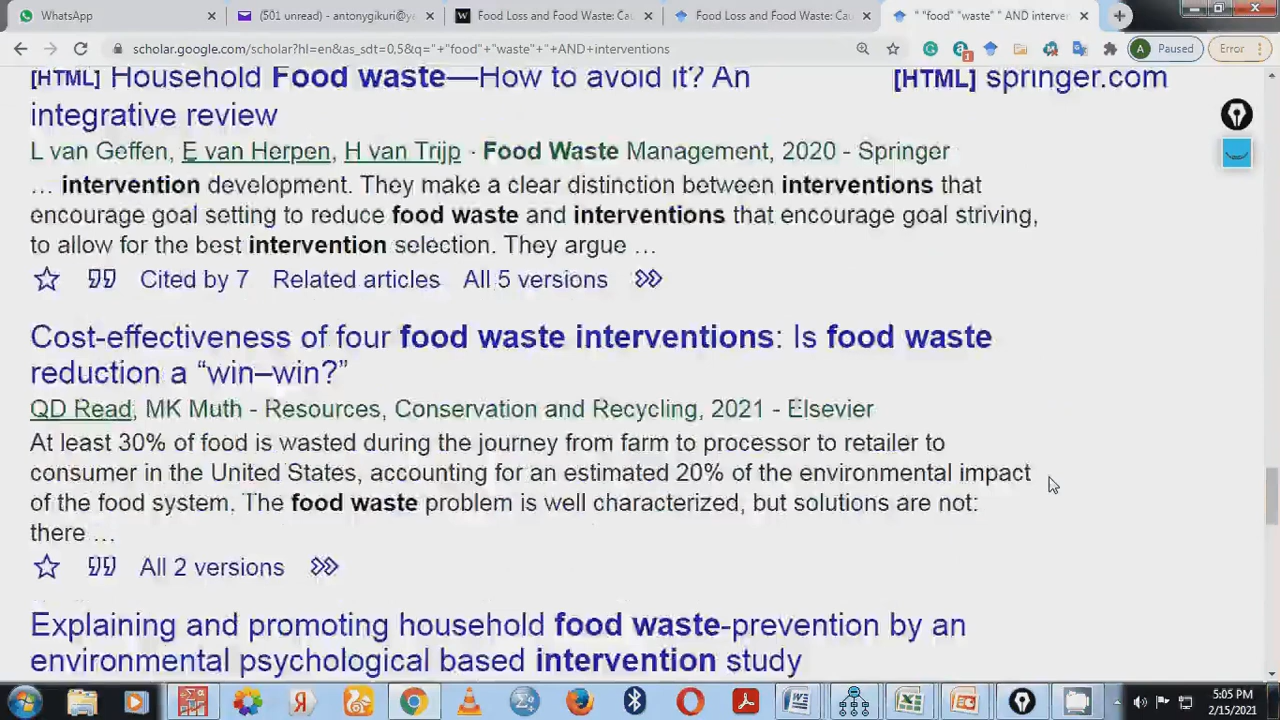 WhatsApp
(501 unread) - antonygikuri@y
Food Loss and Food Waste: Cau
Food Loss and Food Waste: Cau
" "food" "waste" " AND interven
scholar.google.com/scholar?hl=en&as_sdt=0,5&q="+"food"+"waste"+"+AND+interventions
Paused
Error
[HTML] Household Food waste—How to avoid it? An
integrative review
[HTML] springer.com
L van Geffen, E van Herpen, H van Trijp - Food Waste Management, 2020 - Springer
… intervention development. They make a clear distinction between interventions that
encourage goal setting to reduce food waste and interventions that encourage goal striving,
to allow for the best intervention selection. They argue …
Cited by 7 Related articles All 5 versions
Cost-effectiveness of four food waste interventions: Is food waste
reduction a “win–win?”
QD Read, MK Muth - Resources, Conservation and Recycling, 2021 - Elsevier
At least 30% of food is wasted during the journey from farm to processor to retailer to
consumer in the United States, accounting for an estimated 20% of the environmental impact
of the food system. The food waste problem is well characterized, but solutions are not:
there …
All 2 versions
Explaining and promoting household food waste-prevention by an
environmental psychological based intervention study
5:05 PM
2/15/2021